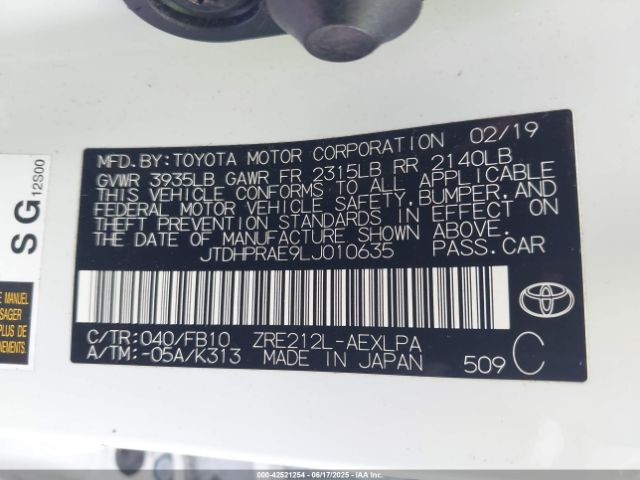 MFD.BY:TOYOTA MOTOR CORPORATION 02/19
GVWR 3935LB GAWR FR 2315LB RR 2140LB
THIS VEHICLE CONFORMS TO ALL APPLICABLE
FEDERAL MOTOR VEHICLE SAFETY,BUMPER,AND
THEFT PREVENTION STANDARDS IN EFFECT ON
THE DATE OF MANUFACTURE SHOWN ABOVE.
JTDHPRAE9LJ010635 PASS.CAR
C/TR:040/FB10 ZRE212L-AEXLPA
A/TM:-05A/K313 MADE IN JAPAN 509 C
TOYOTA
SG
12S00
E MANUEL
SAGER
PLUS DE
NEMENTS.
000-42521254 06/17/2025 IAA Inc.